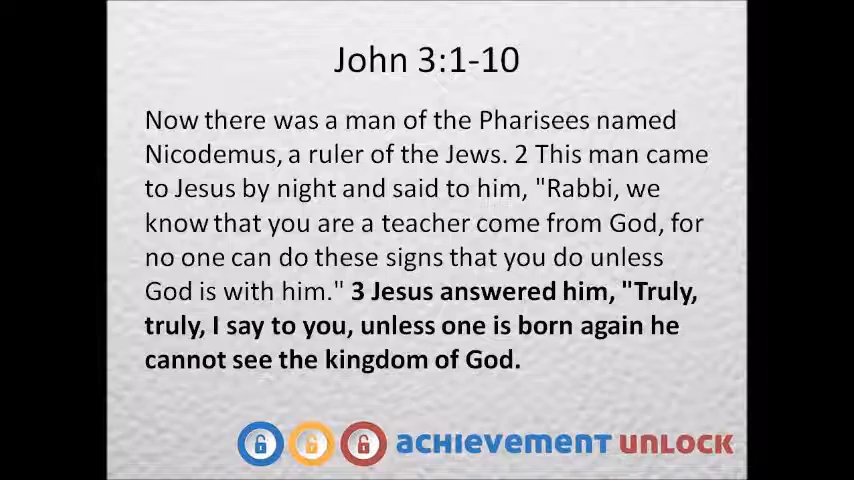 John 3:1-10
Now there was a man of the Pharisees named
Nicodemus, a ruler of the Jews. 2 This man came
to Jesus by night and said to him, "Rabbi, we
know that you are a teacher come from God, for
no one can do these signs that you do unless
God is with him." 3 Jesus answered him, "Truly,
truly, I say to you, unless one is born again he
cannot see the kingdom of God.
ACHIEVEMENT UNLOCK